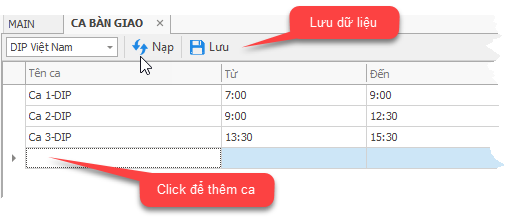 MAIN CA BÀN GIAO ×
Lưu dữ liệu
DIP Việt Nam Nạp Lưu
Tên ca Từ Đến
Ca 1-DIP 7:00 9:00
Ca 2-DIP 9:00 12:30
Ca 3-DIP 13:30 15:30
Click để thêm ca